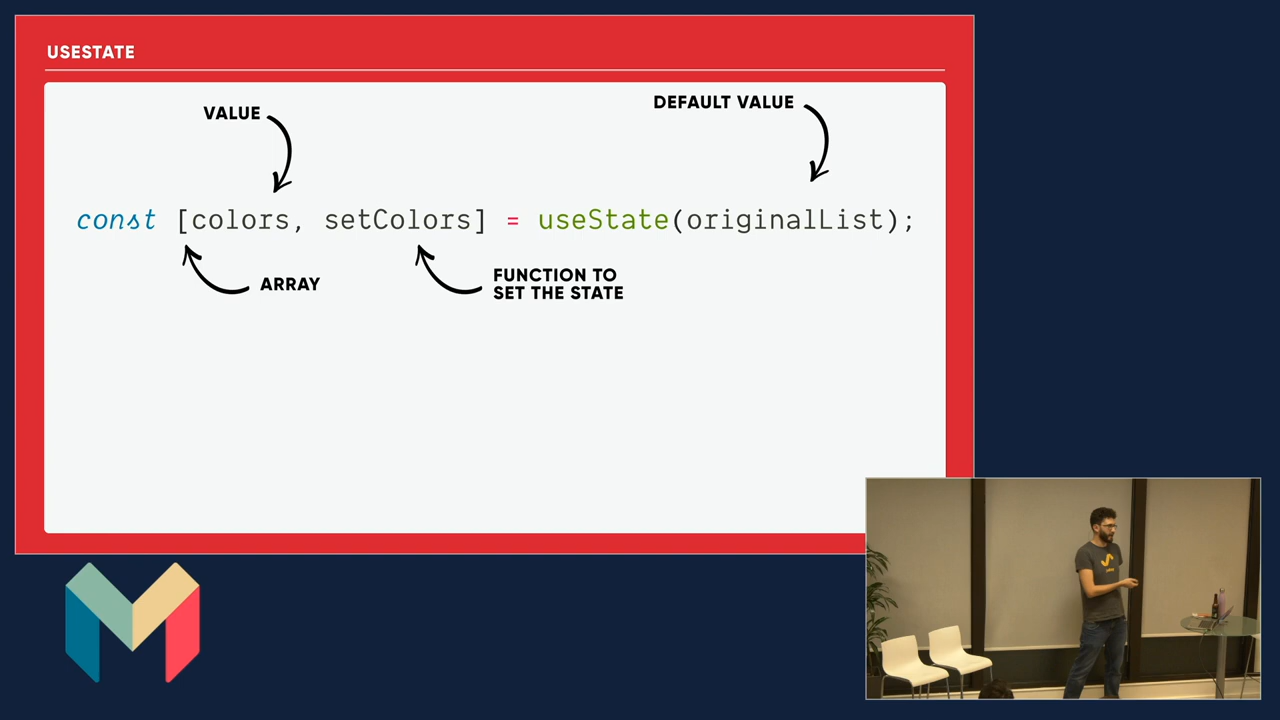 USESTATE
VALUE
DEFAULT VALUE
const [colors, setColors] = useState(originalList);
ARRAY
FUNCTION TO
SET THE STATE